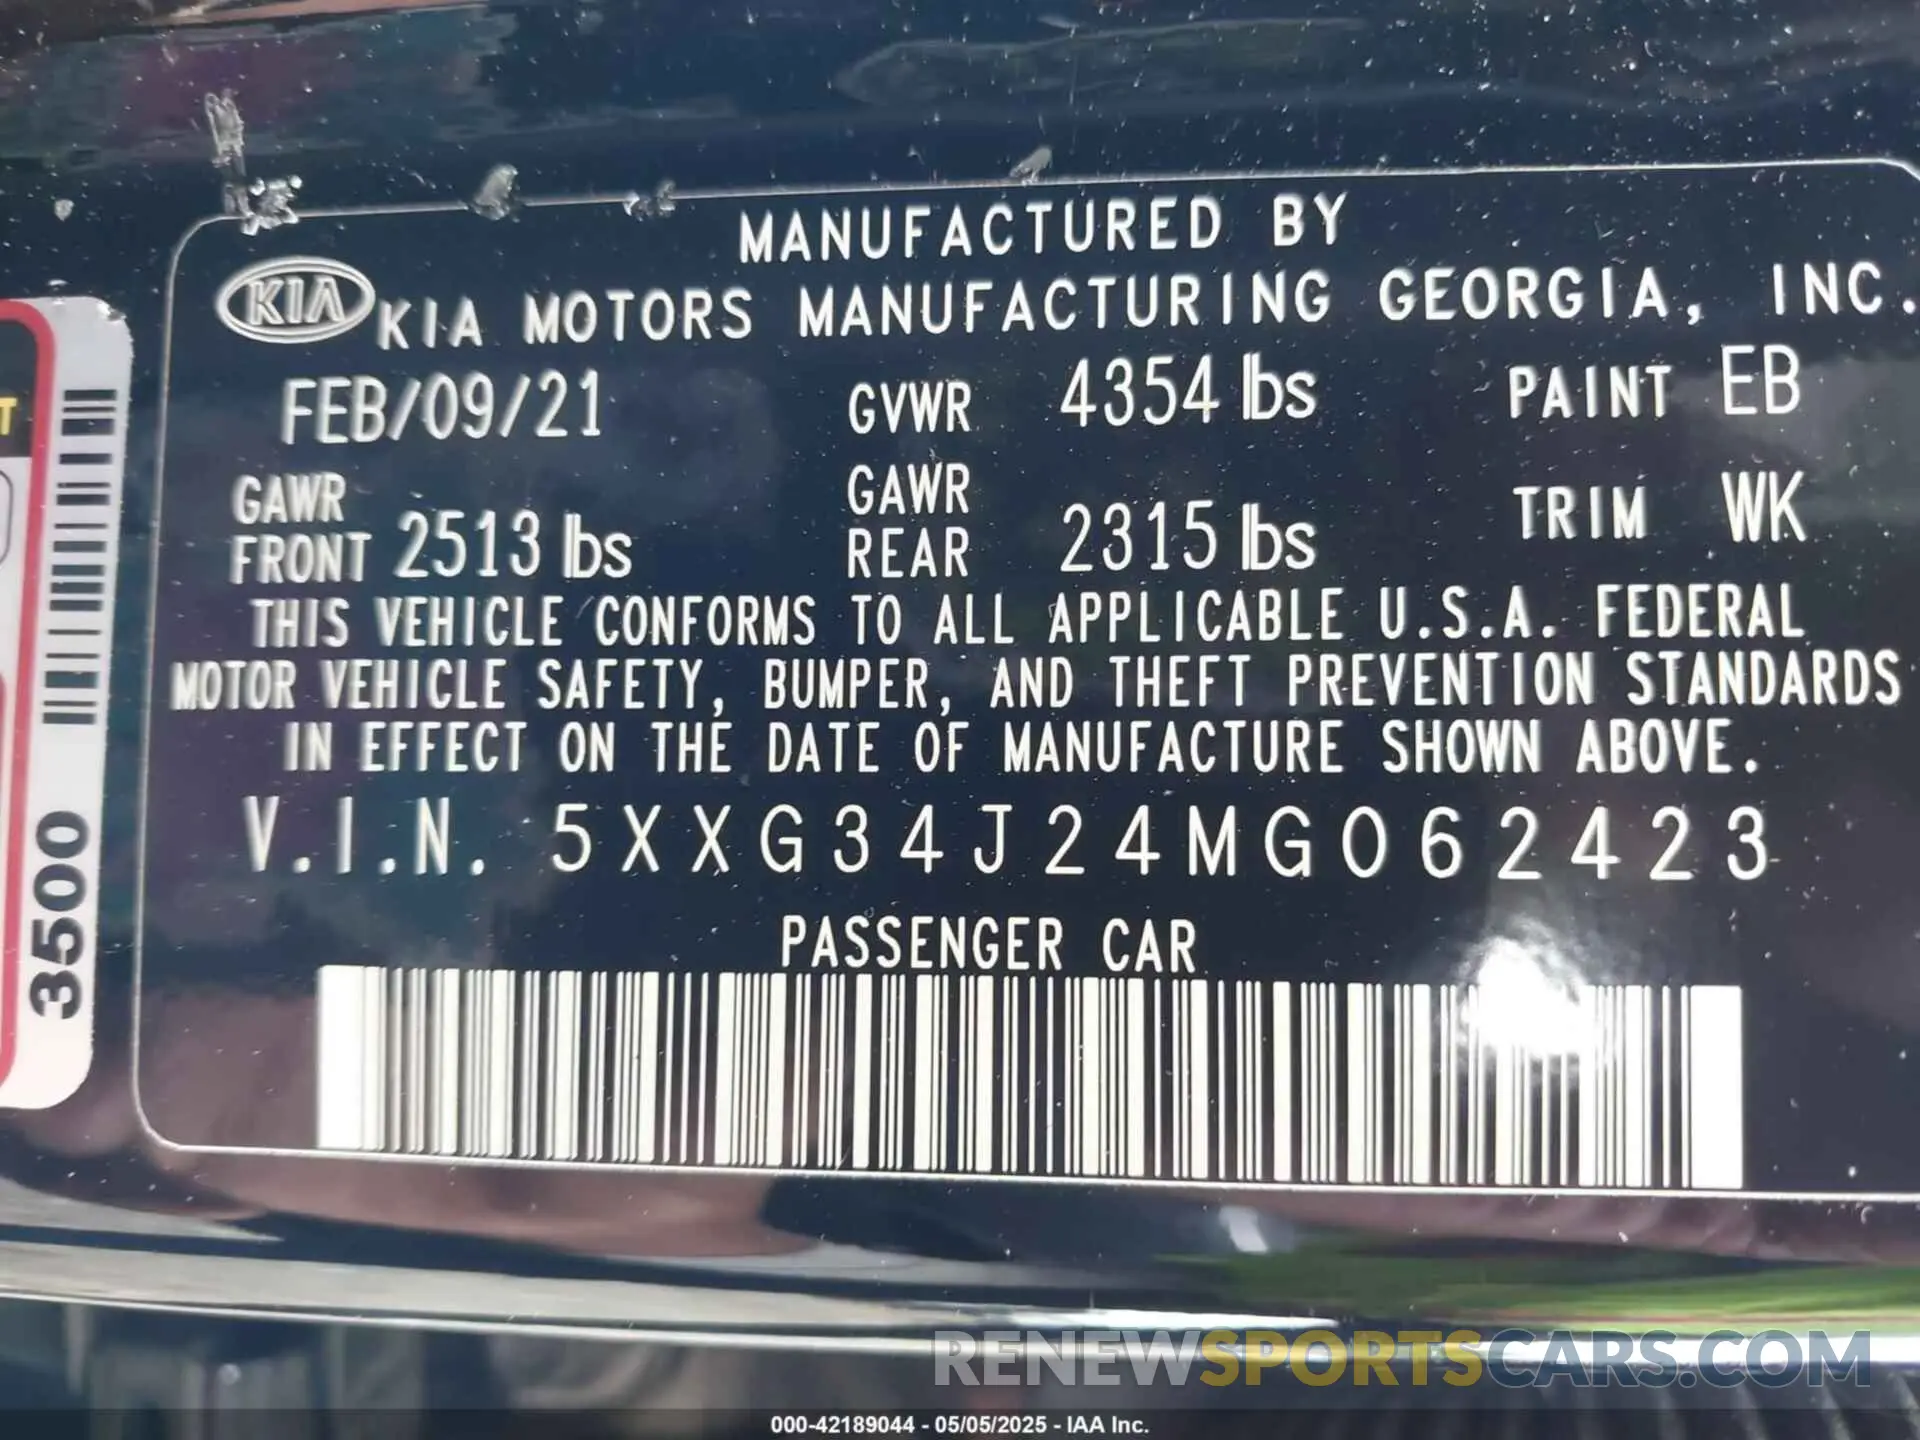 MANUFACTURED BY
KIA KIA MOTORS MANUFACTURING GEORGIA, INC.
FEB/09/21 GVWR 4354 lbs PAINT EB
GAWR FRONT 2513 lbs GAWR REAR 2315 lbs TRIM WK
THIS VEHICLE CONFORMS TO ALL APPLICABLE U.S.A. FEDERAL
MOTOR VEHICLE SAFETY, BUMPER, AND THEFT PREVENTION STANDARDS
IN EFFECT ON THE DATE OF MANUFACTURE SHOWN ABOVE.
V.I.N. 5XXG34J24MG062423
PASSENGER CAR
3500
T
RENEWSPORTSCARS.COM
000-42189044 - 05/05/2025 - IAA Inc.